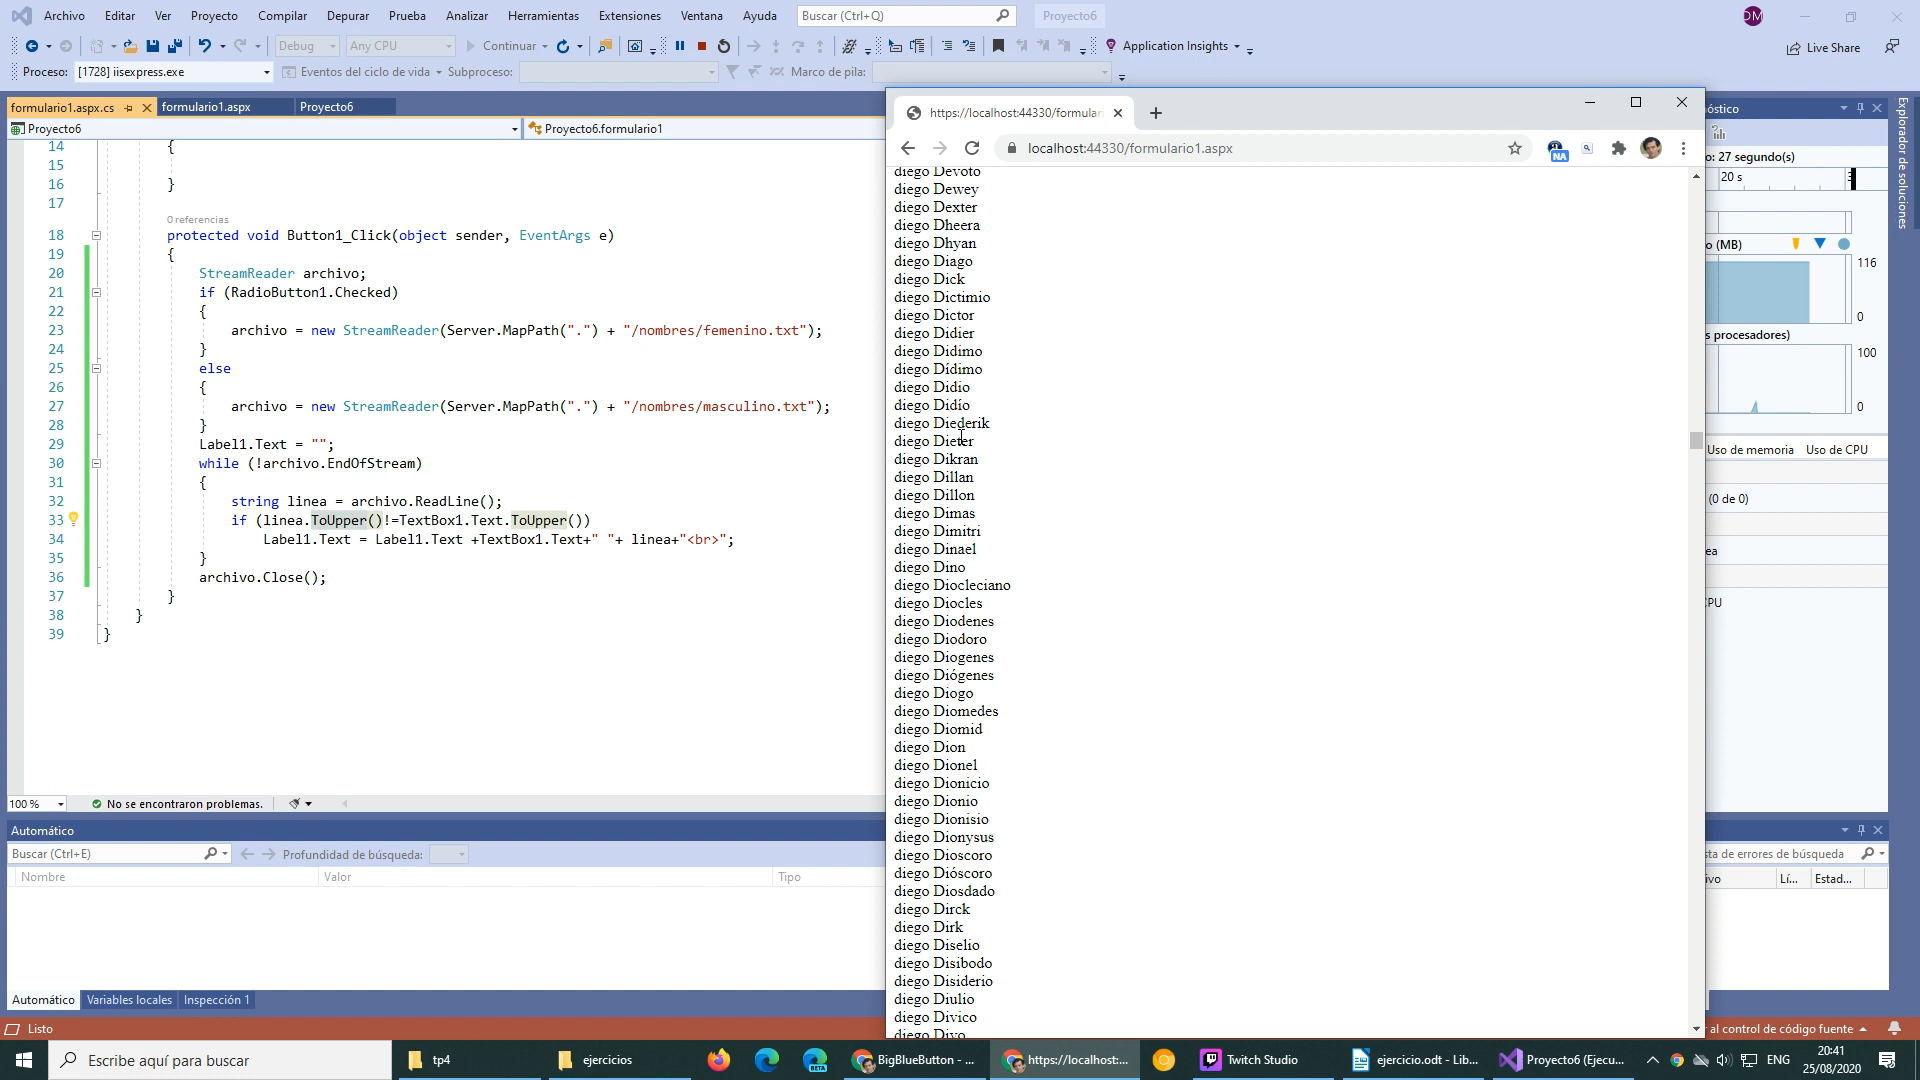 Archivo Editar Ver Proyecto Compilar Depurar Prueba Analizar Herramientas Extensiones Ventana Ayuda Buscar (Ctrl+Q) Proyecto6 DM
Debug Any CPU Continuar Application Insights Live Share
Proceso: [1728] iisexpress.exe Eventos del ciclo de vida Subproceso: Marco de pila:
formulario1.aspx.cs formulario1.aspx Proyecto6
Proyecto6 Proyecto6.formulario1
14 {
15
16 }
17
0 referencias
18 protected void Button1_Click(object sender, EventArgs e)
19 {
20 StreamReader archivo;
21 if (RadioButton1.Checked)
22 {
23 archivo = new StreamReader(Server.MapPath(".") + "/nombres/femenino.txt");
24 }
25 else
26 {
27 archivo = new StreamReader(Server.MapPath(".") + "/nombres/masculino.txt");
28 }
29 Label1.Text = "";
30 while (!archivo.EndOfStream)
31 {
32 string linea = archivo.ReadLine();
33 if (linea.ToUpper()!=TextBox1.Text.ToUpper())
34 Label1.Text = Label1.Text +TextBox1.Text+" "+ linea+"<br>";
35 }
36 archivo.Close();
37 }
38 }
39 }
100 % No se encontraron problemas.
Automático
Buscar (Ctrl+E) Profundidad de búsqueda:
Nombre Valor Tipo
Automático Variables locales Inspección 1
Listo
https://localhost:44330/formular
localhost:44330/formulario1.aspx
NA
diego Devoto
diego Dewey
diego Dexter
diego Dheera
diego Dhyan
diego Diago
diego Dick
diego Dictimio
diego Dictor
diego Didier
diego Didimo
diego Dídimo
diego Didio
diego Didío
diego Diederik
diego Dieter
diego Dikran
diego Dillan
diego Dillon
diego Dimas
diego Dimitri
diego Dinael
diego Dino
diego Diocleciano
diego Diocles
diego Diodenes
diego Diodoro
diego Diogenes
diego Diógenes
diego Diogo
diego Diomedes
diego Diomid
diego Dion
diego Dionel
diego Dionicio
diego Dionio
diego Dionisio
diego Dionysus
diego Dioscoro
diego Dióscoro
diego Diosdado
diego Dirck
diego Dirk
diego Diselio
diego Disibodo
diego Disiderio
diego Diulio
diego Divico
diego Divo
óstico
o: 27 segundo(s)
20 s
o (MB)
116
0
s procesadores)
100
0
Uso de memoria Uso de CPU
(0 de 0)
ea
CPU
sta de errores de búsqueda
ivo Lí... Estad...
al control de código fuente
Explorador de soluciones
Escribe aquí para buscar tp4 ejercicios BETA BigBlueButton - ... https://localhost:... Twitch Studio ejercicio.odt - Lib... Proyecto6 (Ejecu... ENG
20:41
25/08/2020